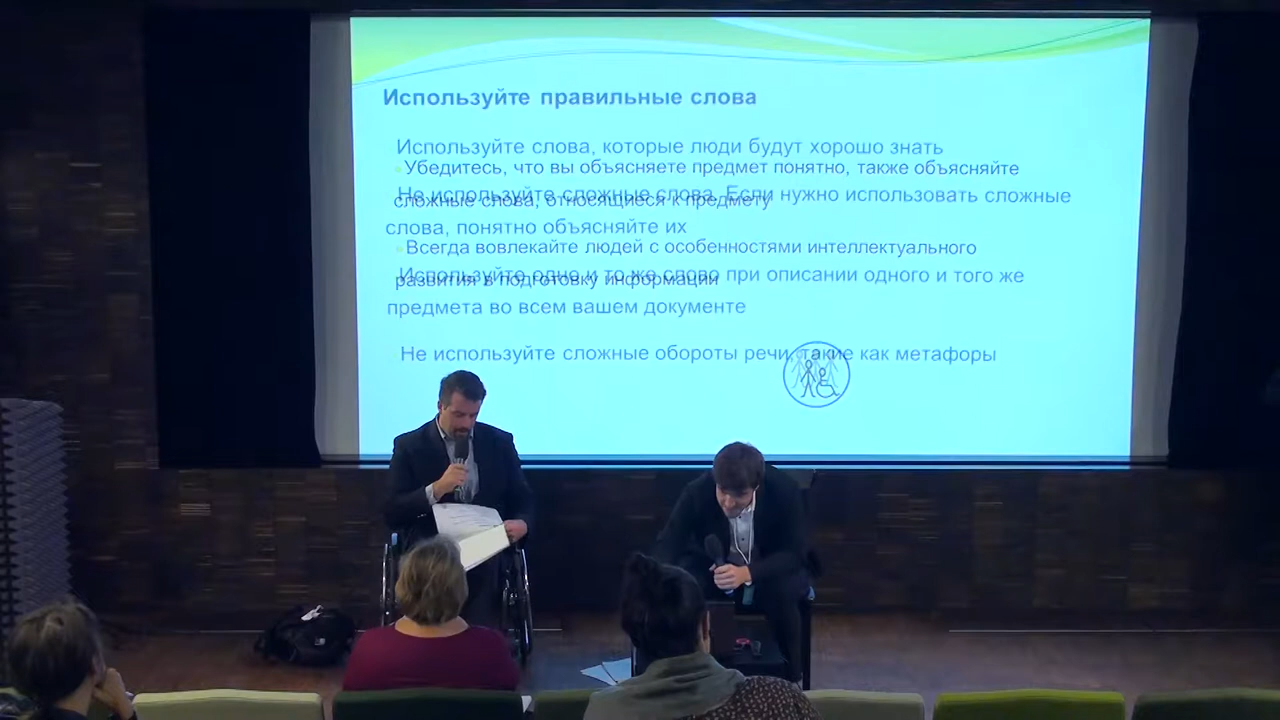 Используйте правильные слова
Используйте слова, которые люди будут хорошо знать
Убедитесь, что вы объясняете предмет понятно, также объясняйте
Не используйте сложные слова. Если нужно использовать сложные
сложные слова, относящиеся к предмету
слова, понятно объясняйте их
Всегда вовлекайте людей с особенностями интеллектуального
Используйте одно и то же слово при описании одного и того же
развития в подготовку информации
предмета во всем вашем документе
Не используйте сложные обороты речи, такие как метафоры